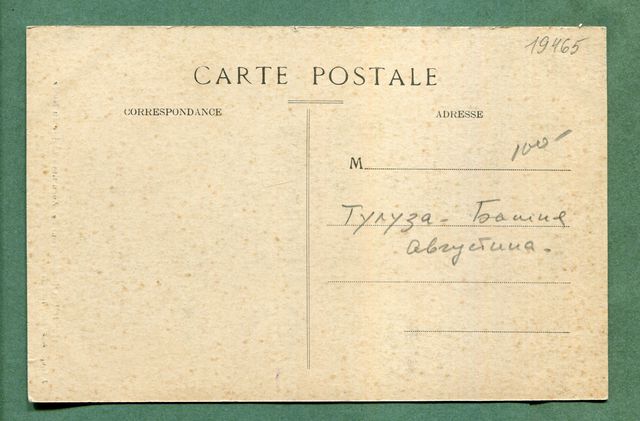 19465
CARTE POSTALE
CORRESPONDANCE
ADRESSE
100
M
Тулуза - Башня
Августина.